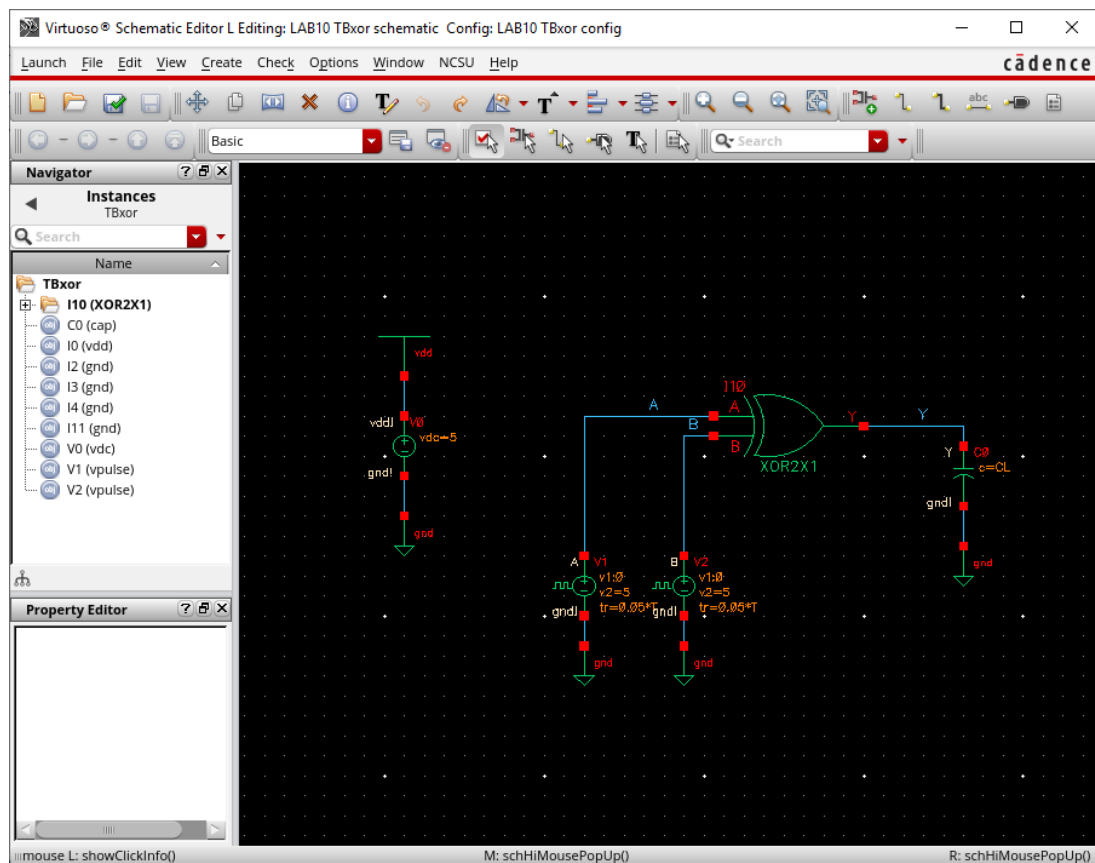 Virtuoso® Schematic Editor L Editing: LAB10 TBxor schematic Config: LAB10 TBxor config
Launch File Edit View Create Check Options Window NCSU Help cādence
T T abc
Basic T Search
Navigator
Instances
TBxor
Search
Name
TBxor
I10 (XOR2X1)
C0 (cap)
I0 (vdd)
I2 (gnd)
I3 (gnd)
I4 (gnd)
I11 (gnd)
V0 (vdc)
V1 (vpulse)
V2 (vpulse)
Property Editor
vdd
vdd! V0
vdc=5
gnd!
gnd
I10
A A
B B
Y Y
XOR2X1
Y C0
c=CL
gnd!
gnd
A V1
v1:0
v2=5
tr=0.05*T
gnd!
gnd
B V2
v1:0
v2=5
tr=0.05*T
gnd!
gnd
mouse L: showClickInfo() M: schHiMousePopUp() R: schHiMousePopUp()